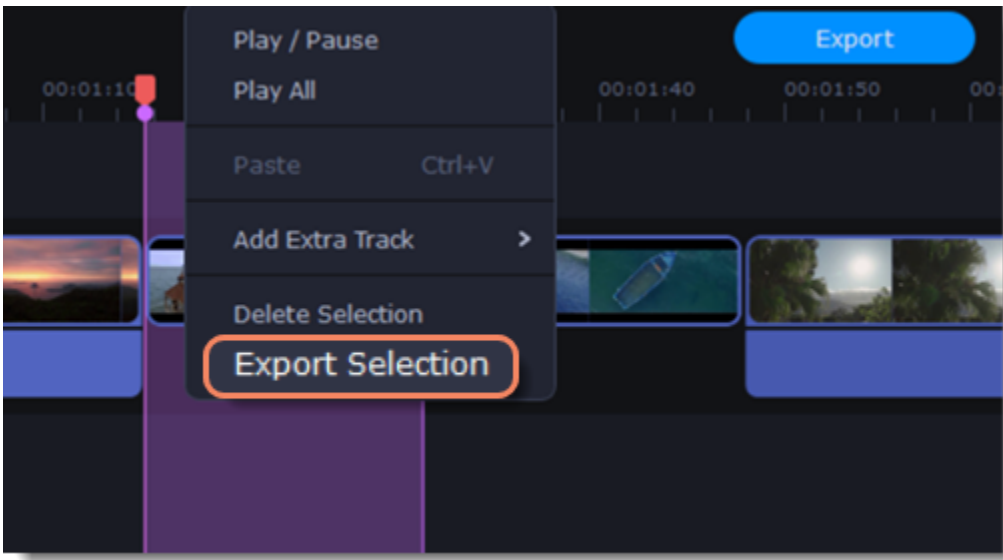 Play / Pause
Export
00:01:10
Play All
00:01:40
00:01:50
00:
Paste Ctrl+V
Add Extra Track >
Delete Selection
Export Selection